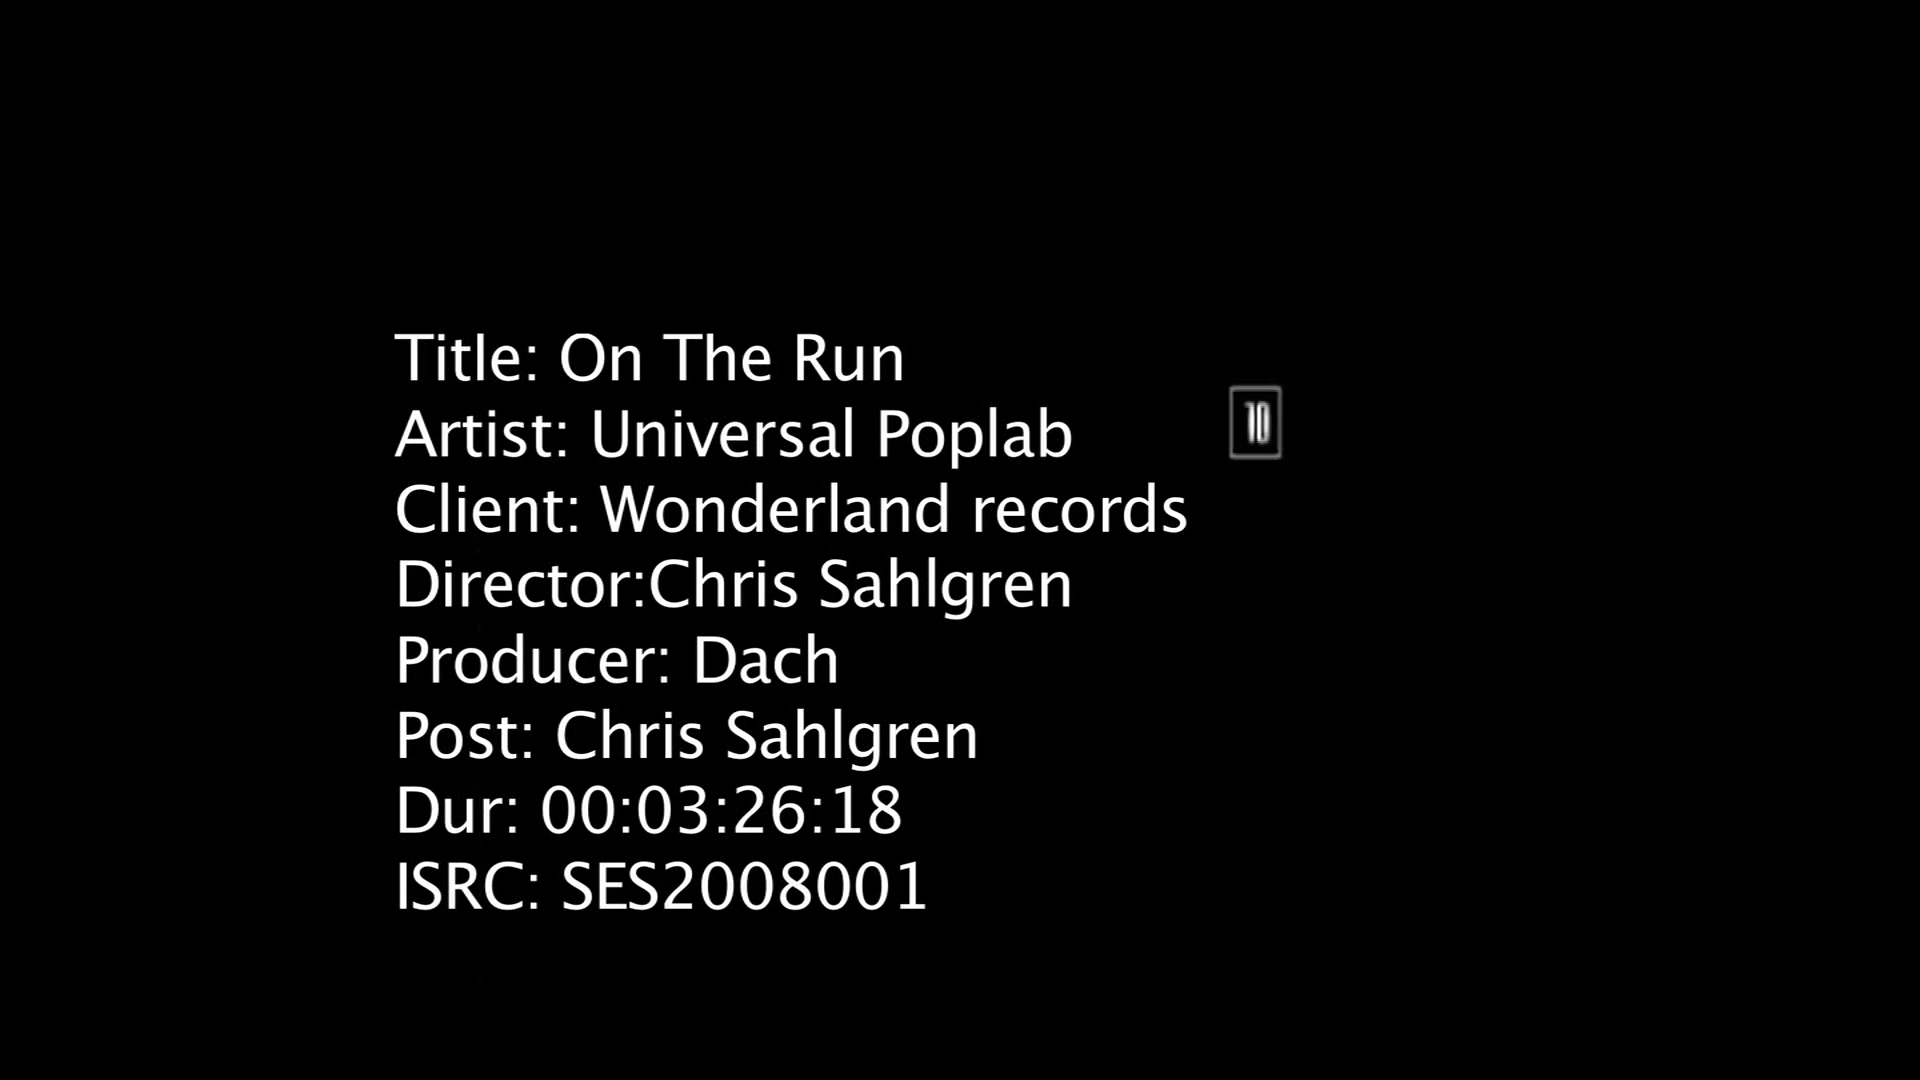 Title: On The Run
Artist: Universal Poplab
10
Client: Wonderland records
Director:Chris Sahlgren
Producer: Dach
Post: Chris Sahlgren
Dur: 00:03:26:18
ISRC: SES2008001